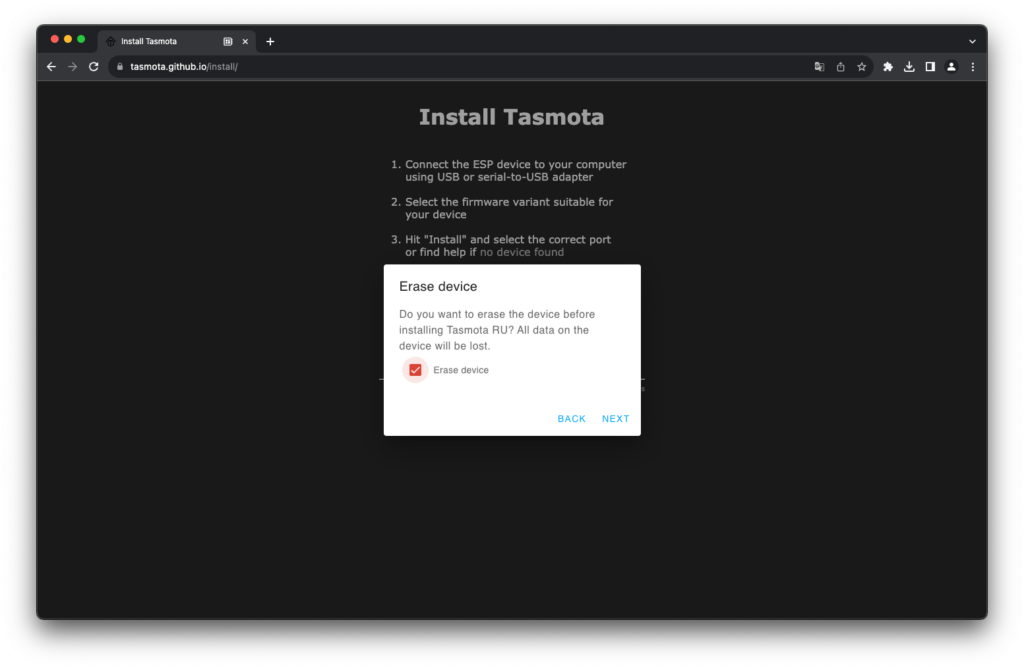 Install Tasmota
tasmota.github.io/install/
Install Tasmota
1. Connect the ESP device to your computer
using USB or serial-to-USB adapter
2. Select the firmware variant suitable for
your device
3. Hit "Install" and select the correct port
or find help if no device found
Erase device
Do you want to erase the device before
installing Tasmota RU? All data on the
device will be lost.
Erase device
BACK NEXT